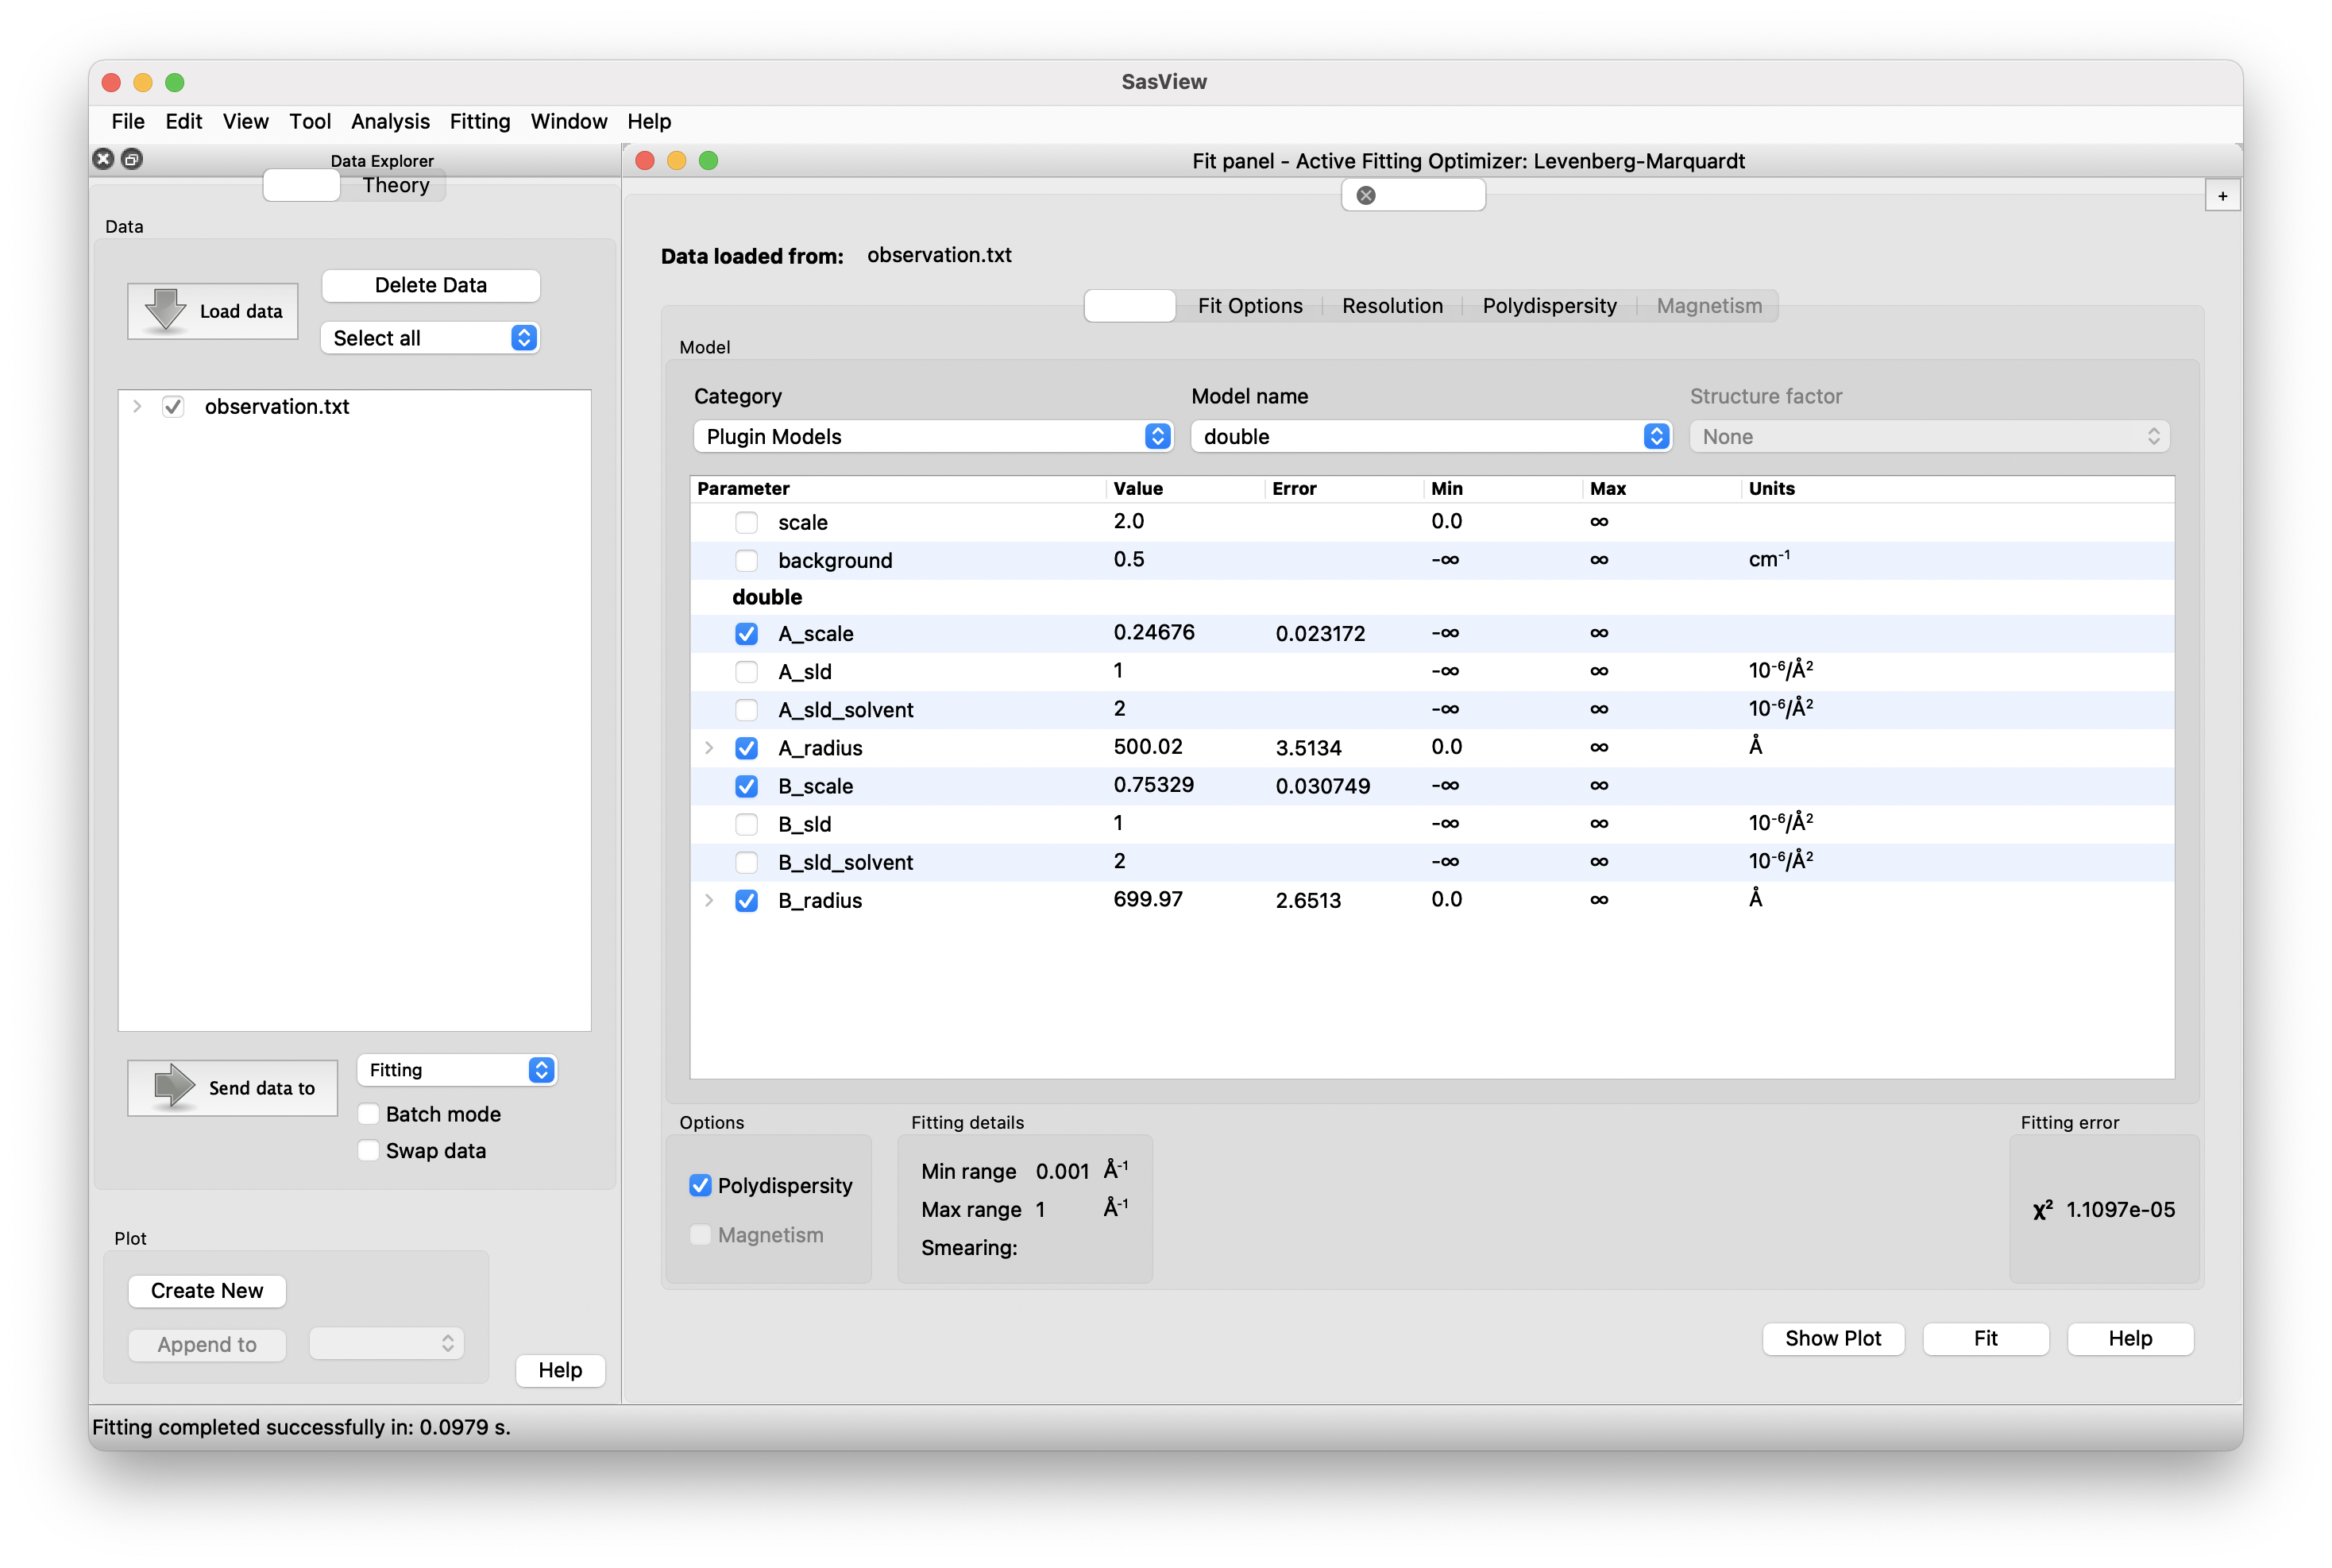 SasView
File Edit View Tool Analysis Fitting Window Help
Data Explorer
Theory
Data
Load data
Delete Data
Select all
observation.txt
Send data to
Fitting
Batch mode
Swap data
Plot
Create New
Append to
Help
Fit panel - Active Fitting Optimizer: Levenberg-Marquardt
+
Data loaded from: observation.txt
Fit Options Resolution Polydispersity Magnetism
Model
Category Model name Structure factor
Plugin Models double None
Parameter Value Error Min Max Units
scale 2.0 0.0 ∞
background 0.5 -∞ ∞ cm⁻¹
double
A_scale 0.24676 0.023172 -∞ ∞
A_sld 1 -∞ ∞ 10⁻⁶/Å²
A_sld_solvent 2 -∞ ∞ 10⁻⁶/Å²
A_radius 500.02 3.5134 0.0 ∞ Å
B_scale 0.75329 0.030749 -∞ ∞
B_sld 1 -∞ ∞ 10⁻⁶/Å²
B_sld_solvent 2 -∞ ∞ 10⁻⁶/Å²
B_radius 699.97 2.6513 0.0 ∞ Å
Options
Polydispersity
Magnetism
Fitting details
Min range 0.001 Å⁻¹
Max range 1 Å⁻¹
Smearing:
Fitting error
χ² 1.1097e-05
Show Plot Fit Help
Fitting completed successfully in: 0.0979 s.